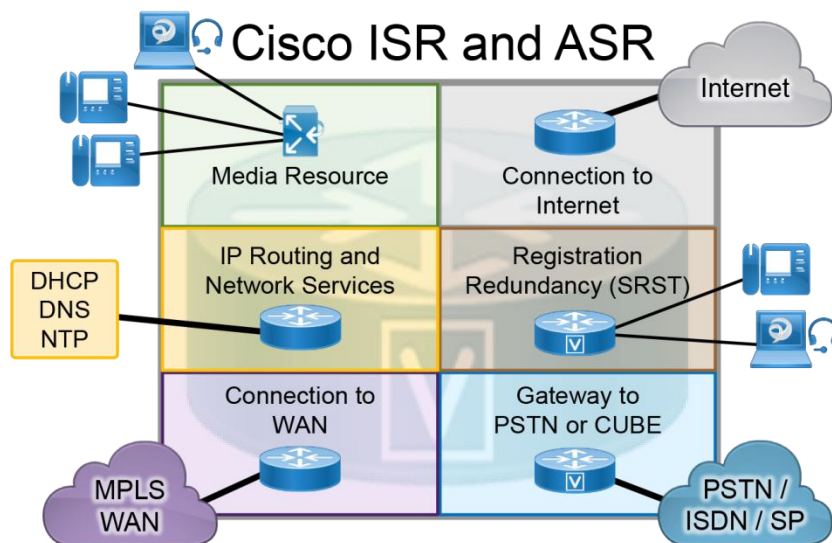 Cisco ISR and ASR
Internet
Media Resource
Connection to
Internet
DHCP
DNS
NTP
IP Routing and
Network Services
Registration
Redundancy (SRST)
V
Connection to
WAN
Gateway to
PSTN or CUBE
V
V
MPLS
WAN
PSTN /
ISDN / SP